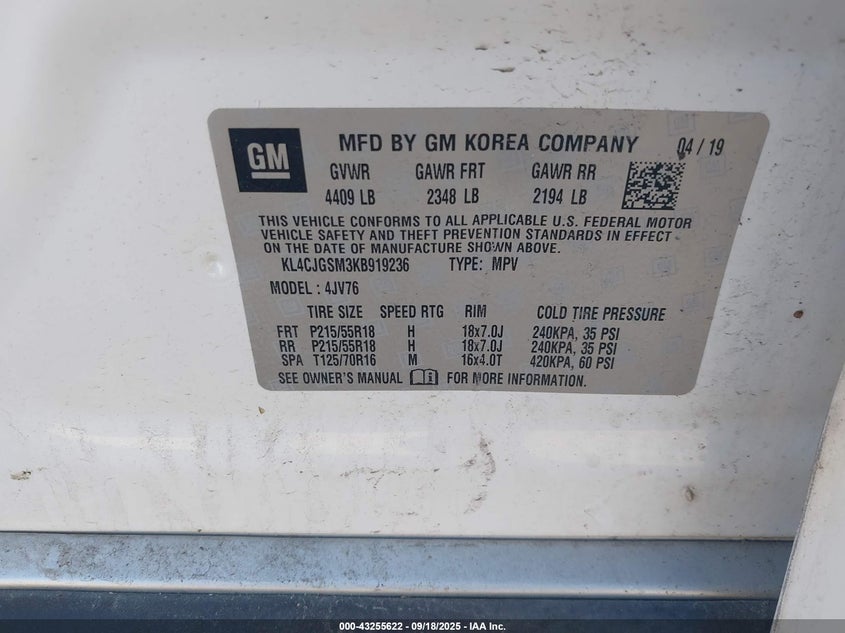 GM
MFD BY GM KOREA COMPANY 04 / 19
GVWR GAWR FRT GAWR RR
4409 LB 2348 LB 2194 LB
THIS VEHICLE CONFORMS TO ALL APPLICABLE U.S. FEDERAL MOTOR
VEHICLE SAFETY AND THEFT PREVENTION STANDARDS IN EFFECT
ON THE DATE OF MANUFACTURE SHOWN ABOVE.
KL4CJGSM3KB919236 TYPE: MPV
MODEL : 4JV76
TIRE SIZE SPEED RTG RIM COLD TIRE PRESSURE
FRT P215/55R18 H 18x7.0J 240KPA, 35 PSI
RR P215/55R18 H 18x7.0J 240KPA, 35 PSI
SPA T125/70R16 M 16x4.0T 420KPA, 60 PSI
SEE OWNER'S MANUAL FOR MORE INFORMATION.
000-43255622 - 09/18/2025 - IAA Inc.